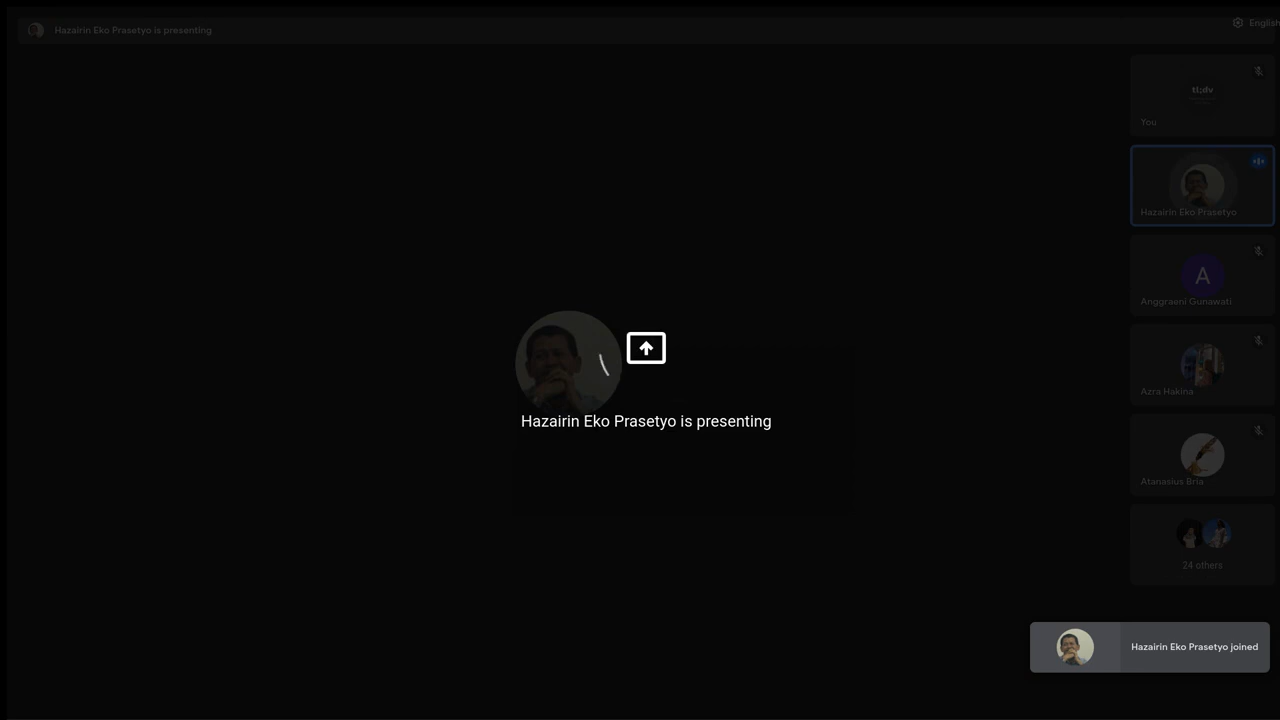 Hazairin Eko Prasetyo is presenting
English
tl;dv
You
Hazairin Eko Prasetyo
A
Anggraeni Gunawati
Azra Hakina
Hazairin Eko Prasetyo is presenting
Atanasius Bria
24 others
Hazairin Eko Prasetyo joined